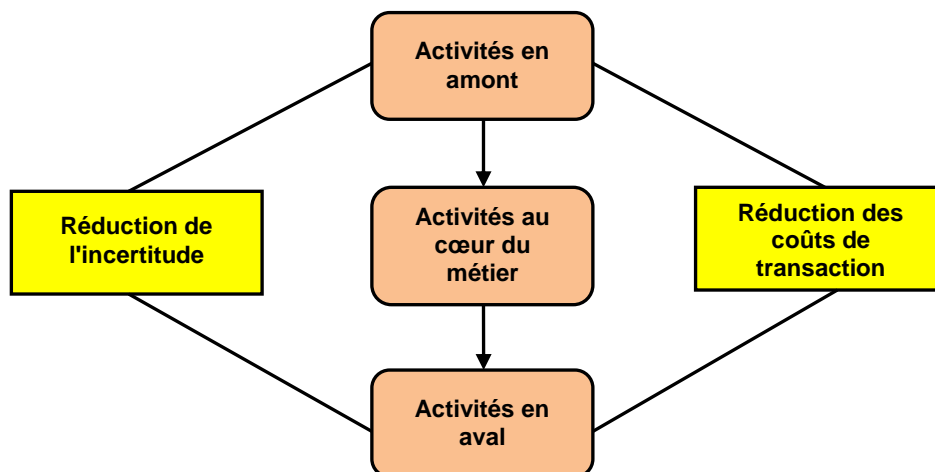 Activités en
amont
Réduction de
l'incertitude
Activités au
cœur du
métier
Réduction des
coûts de
transaction
Activités en
aval